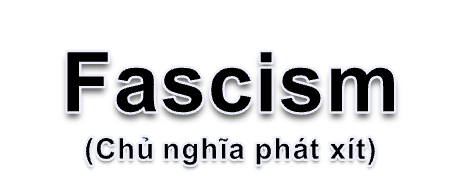 Fascism
(Chủ nghĩa phát xít)